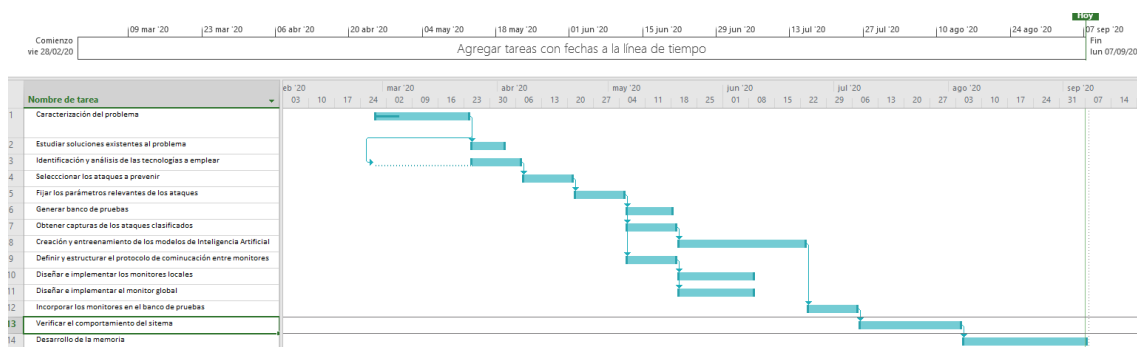 Hoy
09 mar '20 23 mar '20 06 abr '20 20 abr '20 04 may '20 18 may '20 01 jun '20 15 jun '20 29 jun '20 13 jul '20 27 jul '20 10 ago '20 24 ago '20 07 sep '20
Comienzo
vie 28/02/20
Agregar tareas con fechas a la línea de tiempo
Fin
lun 07/09/20
eb '20 mar '20 abr '20 may '20 jun '20 jul '20 ago '20 sep '20
Nombre de tarea
03 10 17 24 02 09 16 23 30 06 13 20 27 04 11 18 25 01 08 15 22 29 06 13 20 27 03 10 17 24 31 07 14
1 Caracterización del problema
2 Estudiar soluciones existentes al problema
3 Identificación y análisis de las tecnologías a emplear
4 Selecccionar los ataques a prevenir
5 Fijar los parámetros relevantes de los ataques
6 Generar banco de pruebas
7 Obtener capturas de los ataques clasificados
8 Creación y entreenamiento de los modelos de Inteligencia Artificial
9 Definir y estructurar el protocolo de cominucación entre monitores
10 Diseñar e implementar los monitores locales
11 Diseñar e implementar el monitor global
12 Incorporar los monitores en el banco de pruebas
13 Verificar el comportamiento del sitema
14 Desarrollo de la memoria